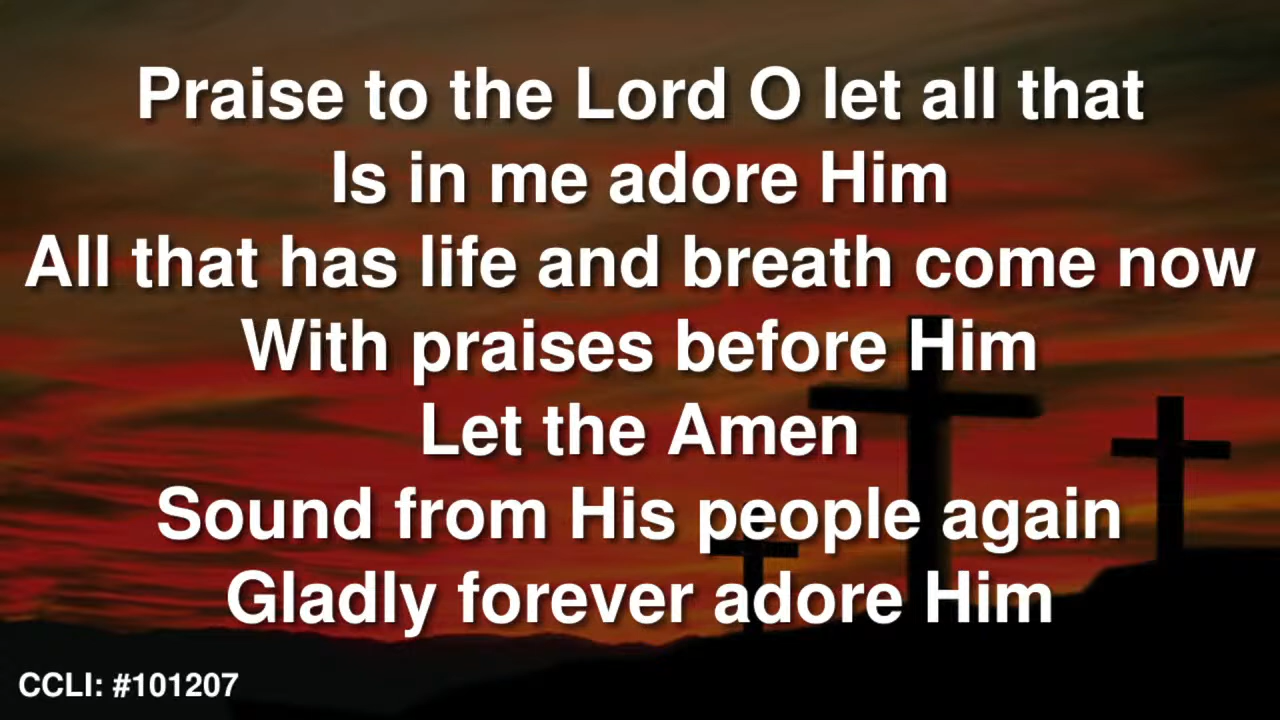 Praise to the Lord O let all that
Is in me adore Him
All that has life and breath come now
With praises before Him
Let the Amen
Sound from His people again
Gladly forever adore Him
CCLI: #101207